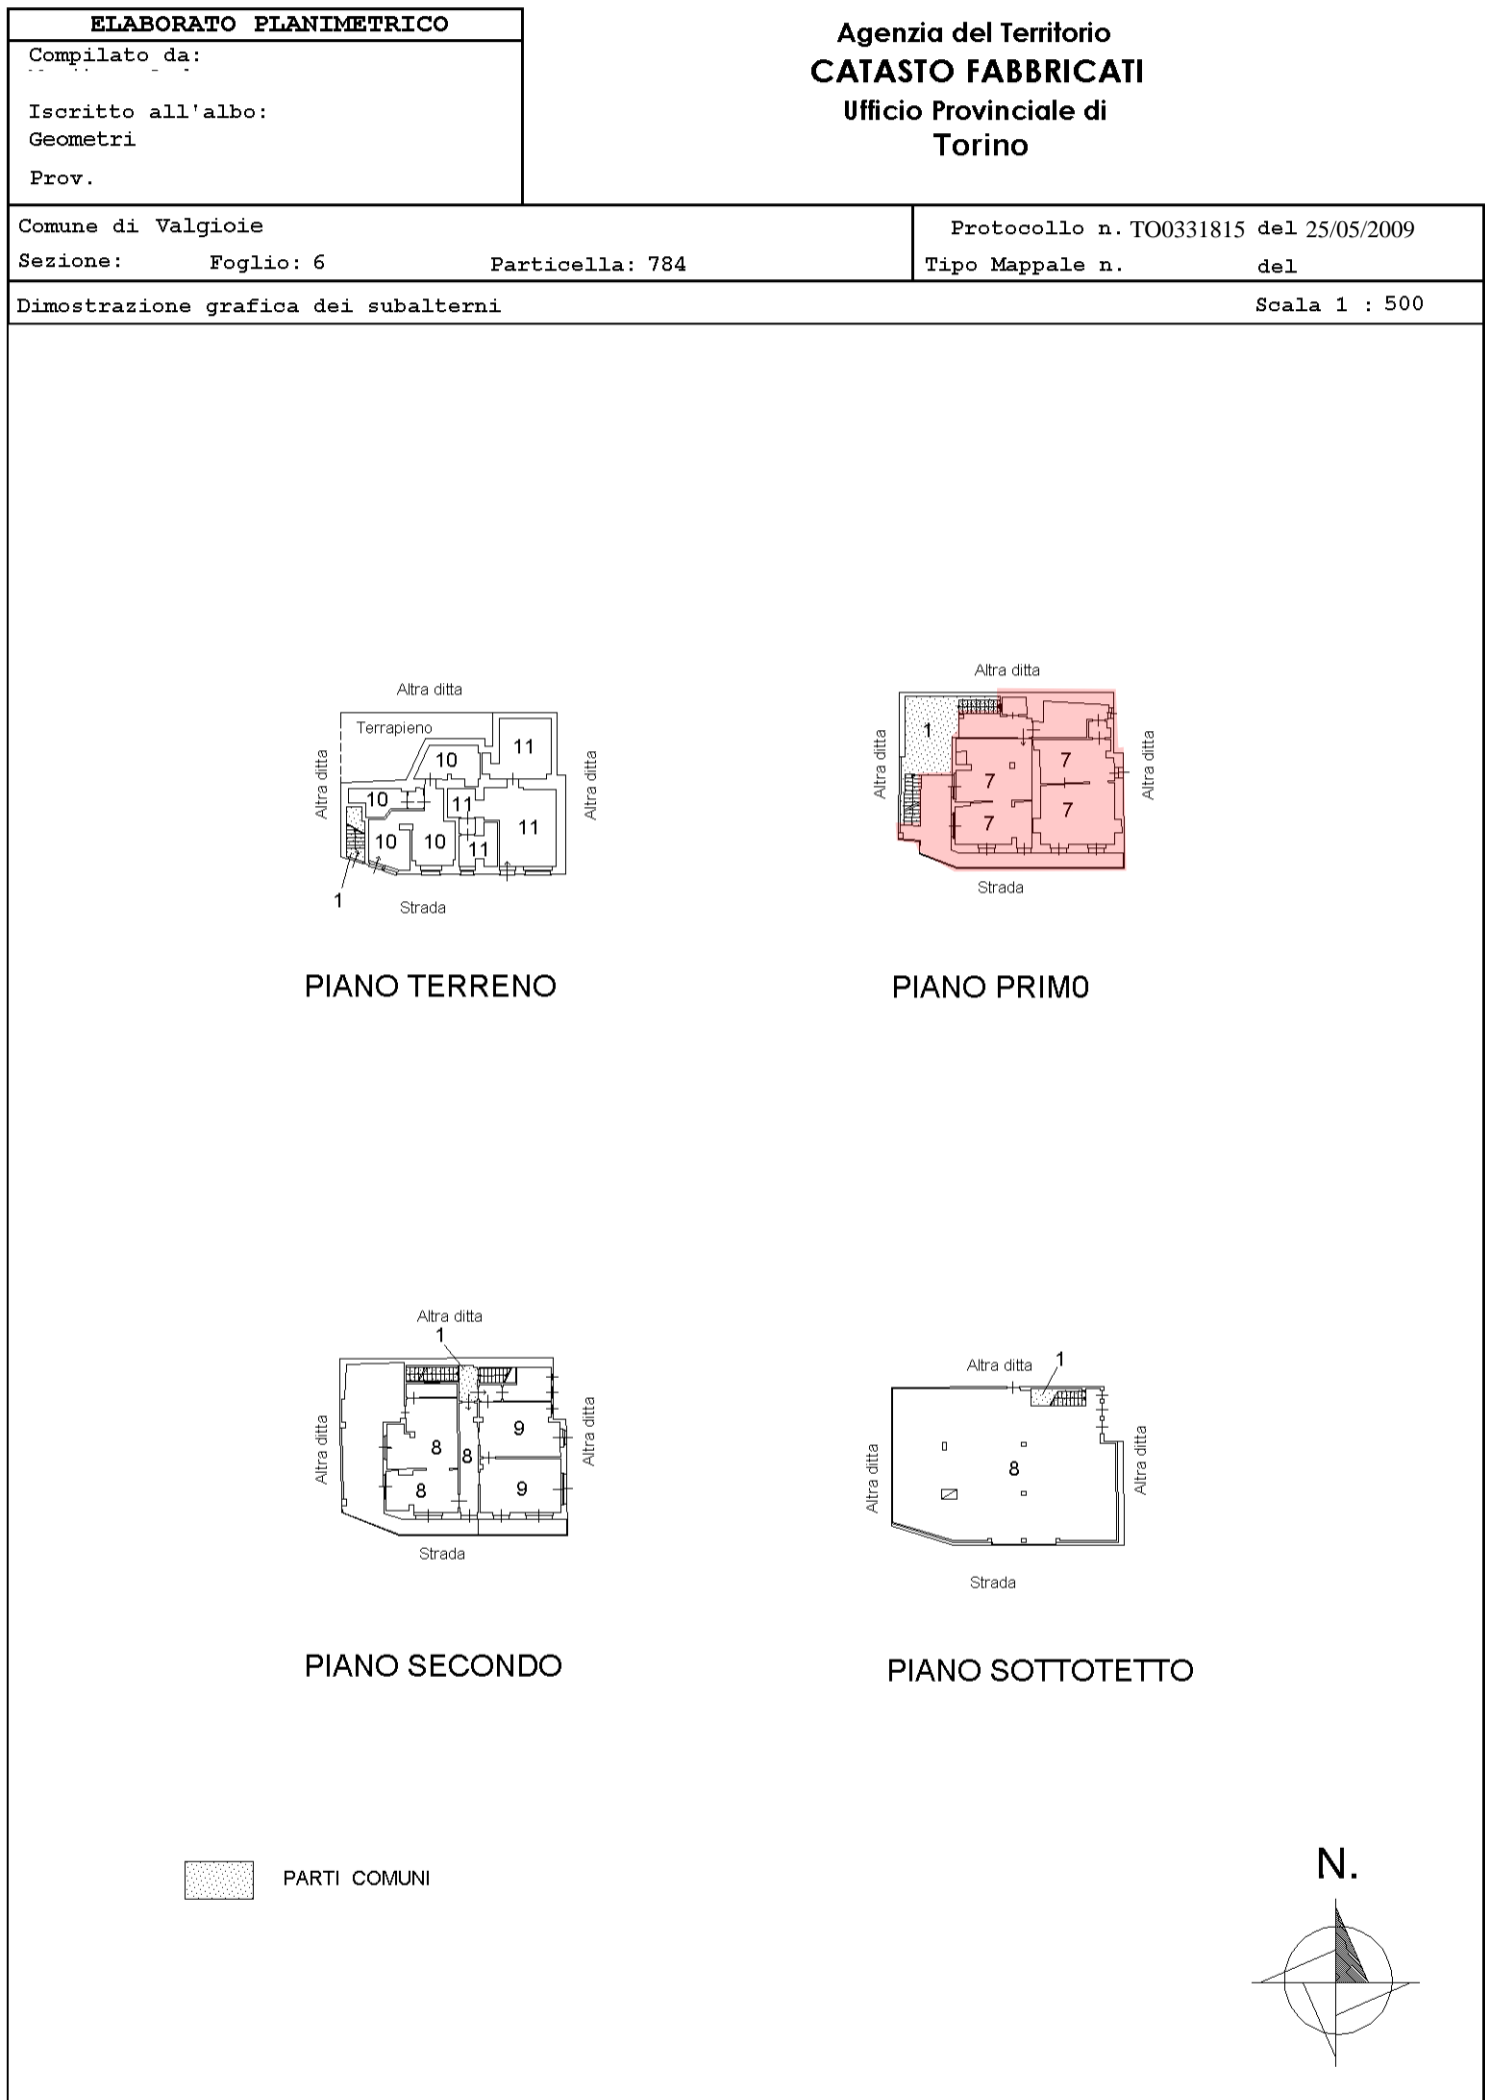 ELABORATO PLANIMETRICO
Compilato da:
Iscritto all'albo:
Geometri
Prov.
Agenzia del Territorio
CATASTO FABBRICATI
Ufficio Provinciale di
Torino
Comune di Valgioie
Sezione: Foglio: 6 Particella: 784
Protocollo n. TO0331815 del 25/05/2009
Tipo Mappale n. del
Dimostrazione grafica dei subalterni Scala 1 : 500
Altra ditta
Terrapieno
Altra ditta
Altra ditta
10
11
10
11
11
10
10
11
1
Strada
PIANO TERRENO
Altra ditta
1
Altra ditta
Altra ditta
7
7
7
7
Strada
PIANO PRIM0
Altra ditta
1
Altra ditta
Altra ditta
9
8
8
8
9
Strada
PIANO SECONDO
Altra ditta
1
Altra ditta
Altra ditta
8
Strada
PIANO SOTTOTETTO
PARTI COMUNI
N.